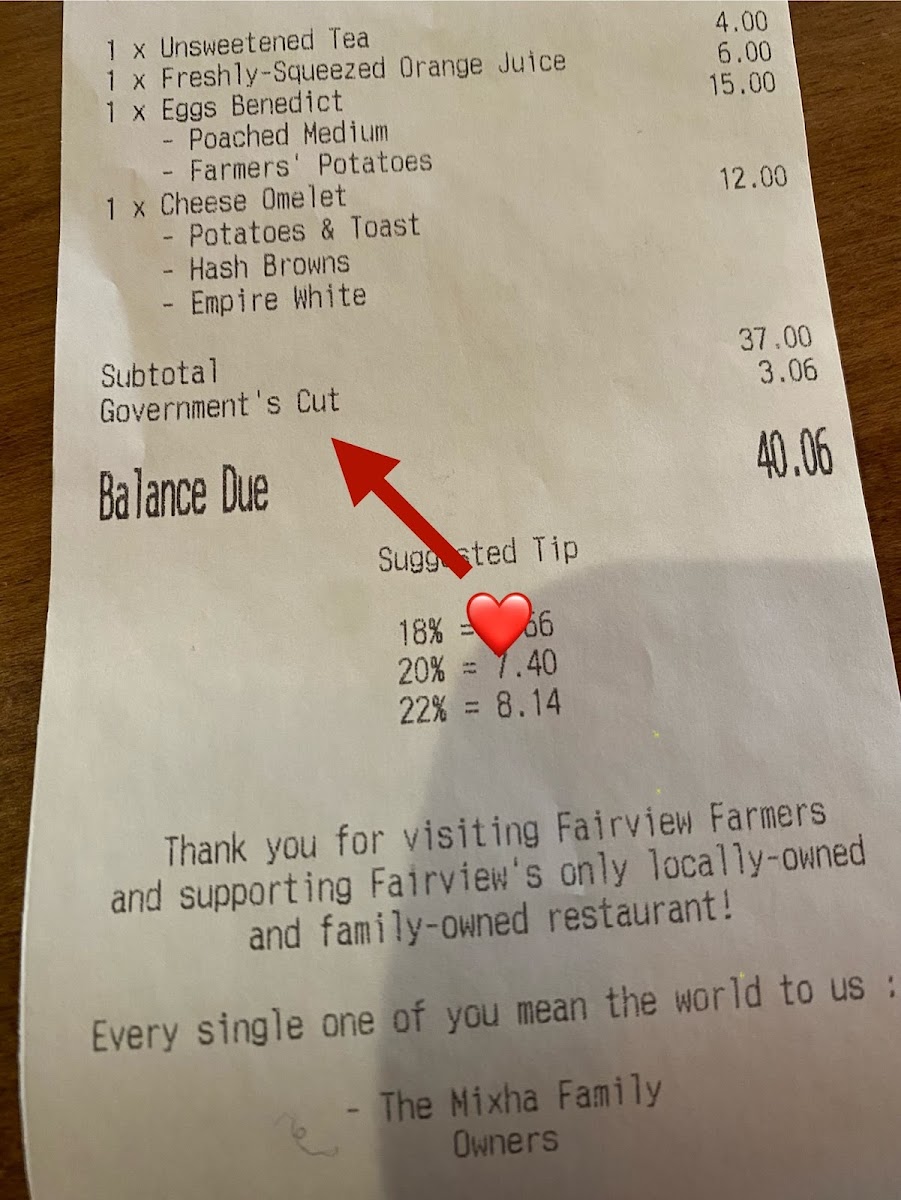 1 x Unsweetened Tea 4.00
1 x Freshly-Squeezed Orange Juice 6.00
1 x Eggs Benedict 15.00
- Poached Medium
- Farmers' Potatoes
1 x Cheese Omelet 12.00
- Potatoes & Toast
- Hash Browns
- Empire White
Subtotal 37.00
Government's Cut 3.06
Balance Due 40.06
Suggested Tip
18% = 66
20% = 7.40
22% = 8.14
Thank you for visiting Fairview Farmers
and supporting Fairview's only locally-owned
and family-owned restaurant!
Every single one of you mean the world to us :
- The Mixha Family
Owners